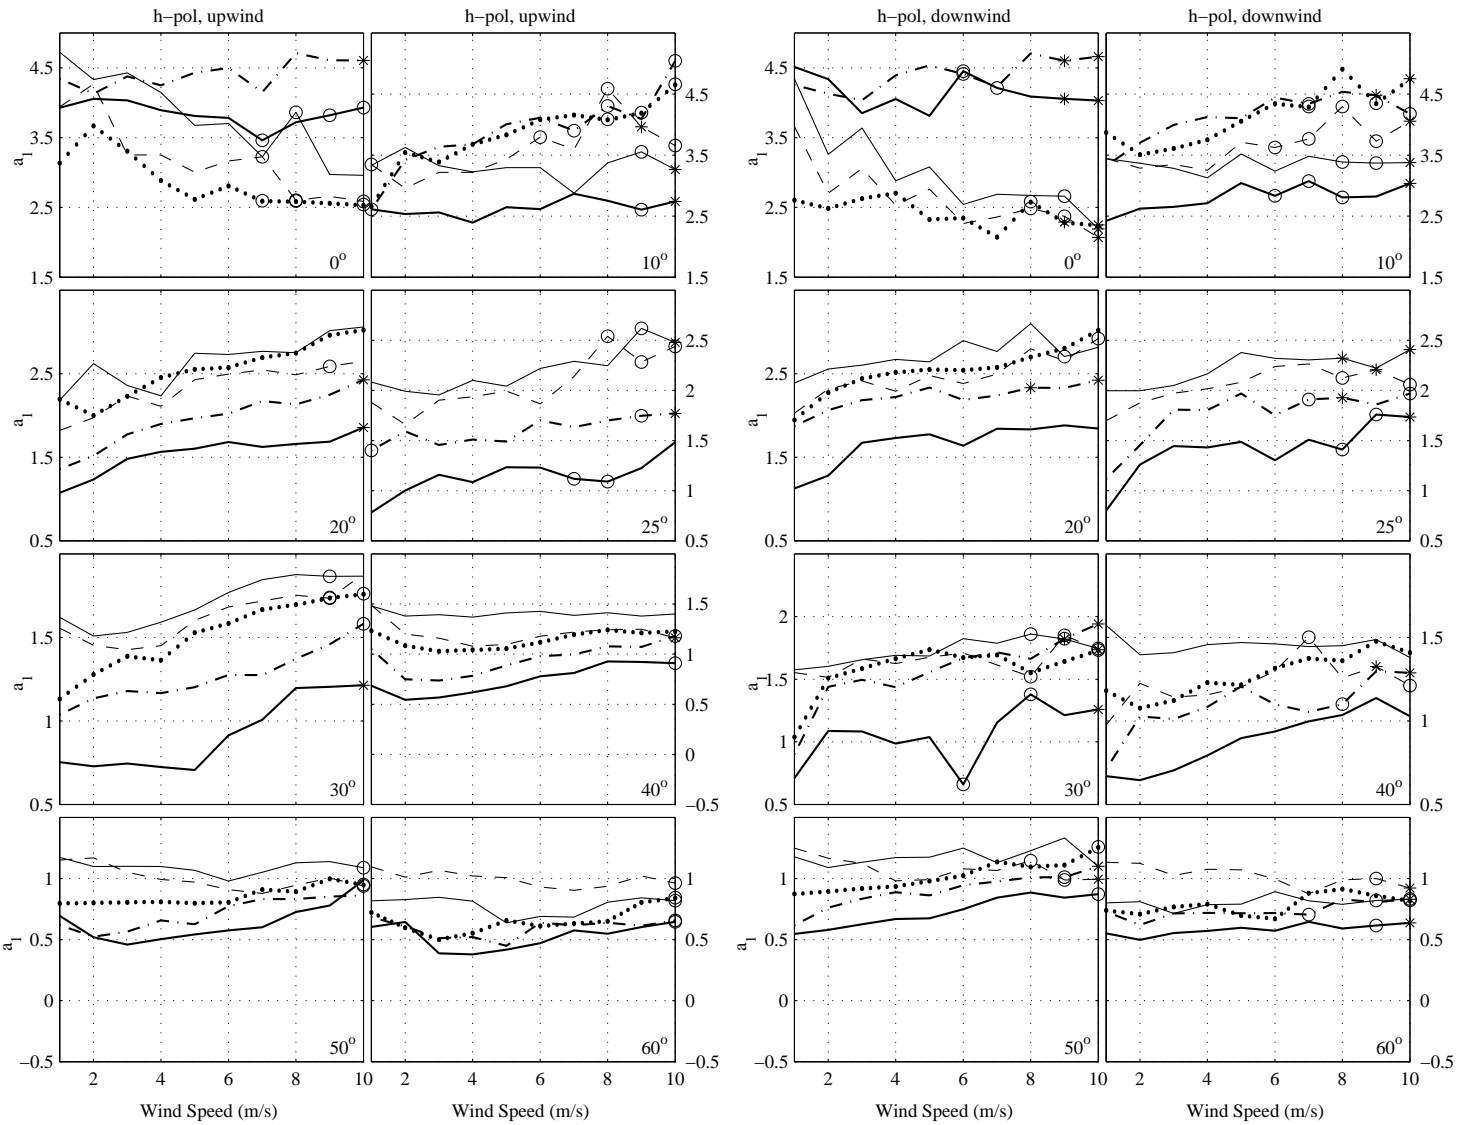 h−pol, upwind h−pol, upwind h−pol, downwind h−pol, downwind
4.5 4.5 4.5 4.5
3.5 3.5 3.5 3.5
a1 a1
2.5 2.5 2.5 2.5
0° 10° 0° 10°
1.5 1.5 1.5 1.5
2.5 2.5
2.5 2.5
2 2
a1 a1
1.5 1.5 1.5 1.5
1 1
20° 25° 20° 25°
0.5 0.5 0.5 0.5
2
1.5 1.5 1.5
1
a1 a1
0.5 1.5
1 1 1
0
30° 40° 30° 40°
0.5 −0.5 0.5 0.5
1 1 1 1
a1 a1
0.5 0.5 0.5 0.5
0 0 0 0
50° 60° 50° 60°
−0.5 −0.5 −0.5 −0.5
2 4 6 8 10 2 4 6 8 10 2 4 6 8 10 2 4 6 8 10
Wind Speed (m/s) Wind Speed (m/s) Wind Speed (m/s) Wind Speed (m/s)